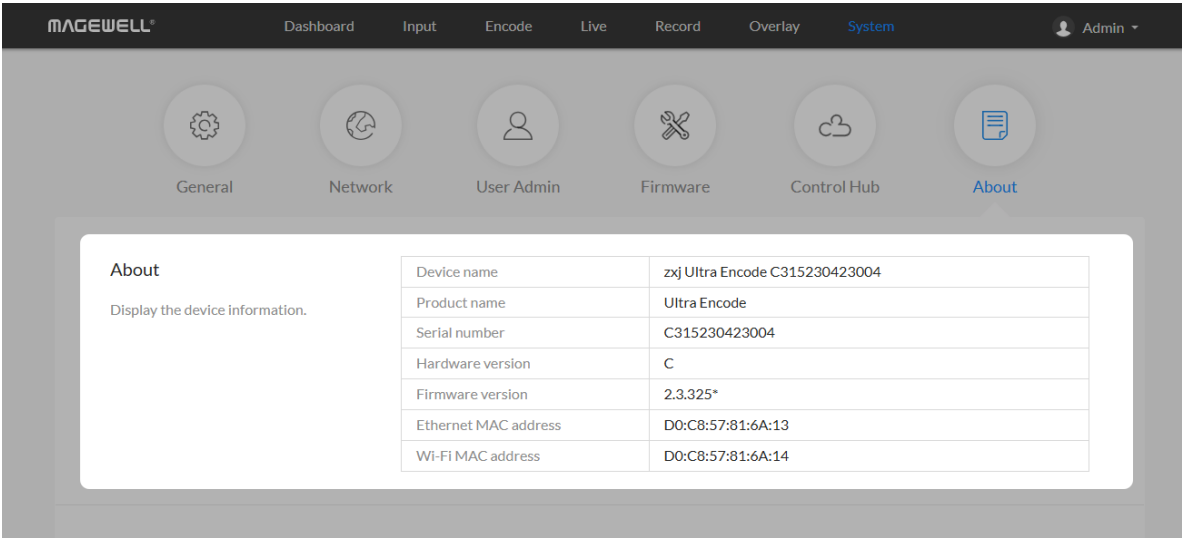 MAGEWELL® Dashboard Input Encode Live Record Overlay System Admin
General Network User Admin Firmware Control Hub About
About
Display the device information.
Device name zxj Ultra Encode C315230423004
Product name Ultra Encode
Serial number C315230423004
Hardware version C
Firmware version 2.3.325*
Ethernet MAC address D0:C8:57:81:6A:13
Wi-Fi MAC address D0:C8:57:81:6A:14